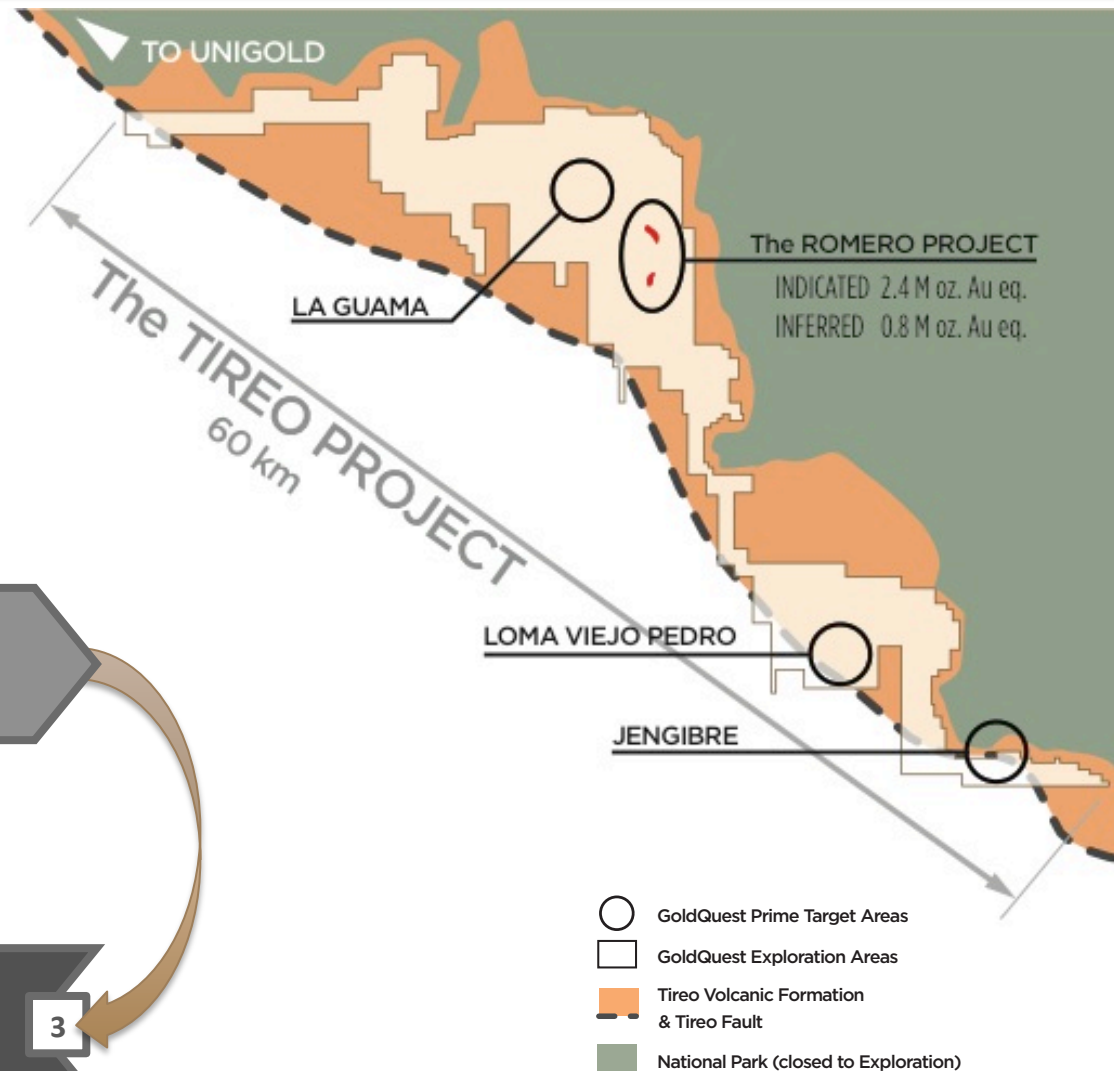 TO UNIGOLD
The ROMERO PROJECT
INDICATED 2.4 M oz. Au eq.
INFERRED 0.8 M oz. Au eq.
LA GUAMA
The TIREO PROJECT
60 km
LOMA VIEJO PEDRO
JENGIBRE
GoldQuest Prime Target Areas
GoldQuest Exploration Areas
Tireo Volcanic Formation
& Tireo Fault
National Park (closed to Exploration)
3